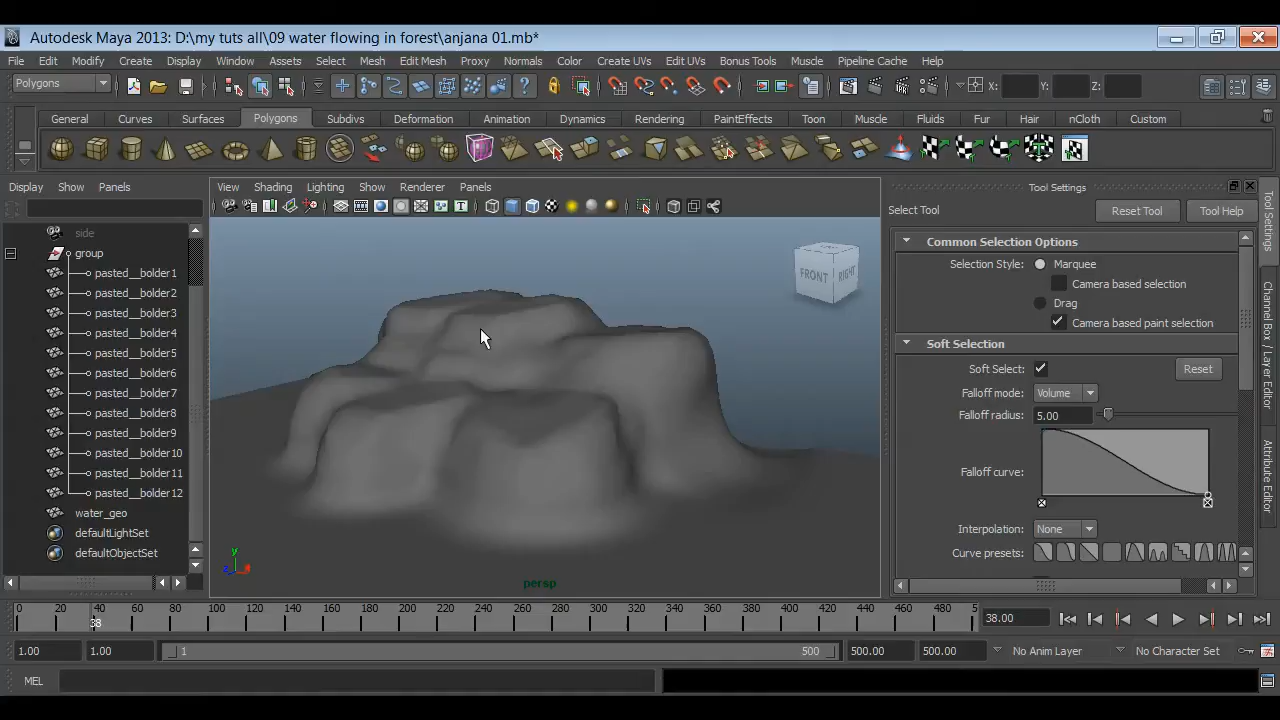 Autodesk Maya 2013: D:\my tuts all\09 water flowing in forest\anjana 01.mb*
File Edit Modify Create Display Window Assets Select Mesh Edit Mesh Proxy Normals Color Create UVs Edit UVs Bonus Tools Muscle Pipeline Cache Help
Polygons X: Y: Z:
General Curves Surfaces Polygons Subdivs Deformation Animation Dynamics Rendering PaintEffects Toon Muscle Fluids Fur Hair nCloth Custom
Display Show Panels
View Shading Lighting Show Renderer Panels
side
group
pasted__bolder1
pasted__bolder2
pasted__bolder3
pasted__bolder4
pasted__bolder5
pasted__bolder6
pasted__bolder7
pasted__bolder8
pasted__bolder9
pasted__bolder10
pasted__bolder11
pasted__bolder12
water_geo
defaultLightSet
defaultObjectSet
FRONT RIGHT
y
z x
persp
Tool Settings
Select Tool Reset Tool Tool Help
Common Selection Options
Selection Style: Marquee
Camera based selection
Drag
Camera based paint selection
Soft Selection
Soft Select: Reset
Falloff mode: Volume
Falloff radius: 5.00
Falloff curve:
Interpolation: None
Curve presets:
Tool Settings
Channel Box / Layer Editor
Attribute Editor
0 20 40 60 80 100 120 140 160 180 200 220 240 260 280 300 320 340 360 380 400 420 440 460 480 5
38 38.00
1.00 1.00 1 500 500.00 500.00 No Anim Layer No Character Set
MEL